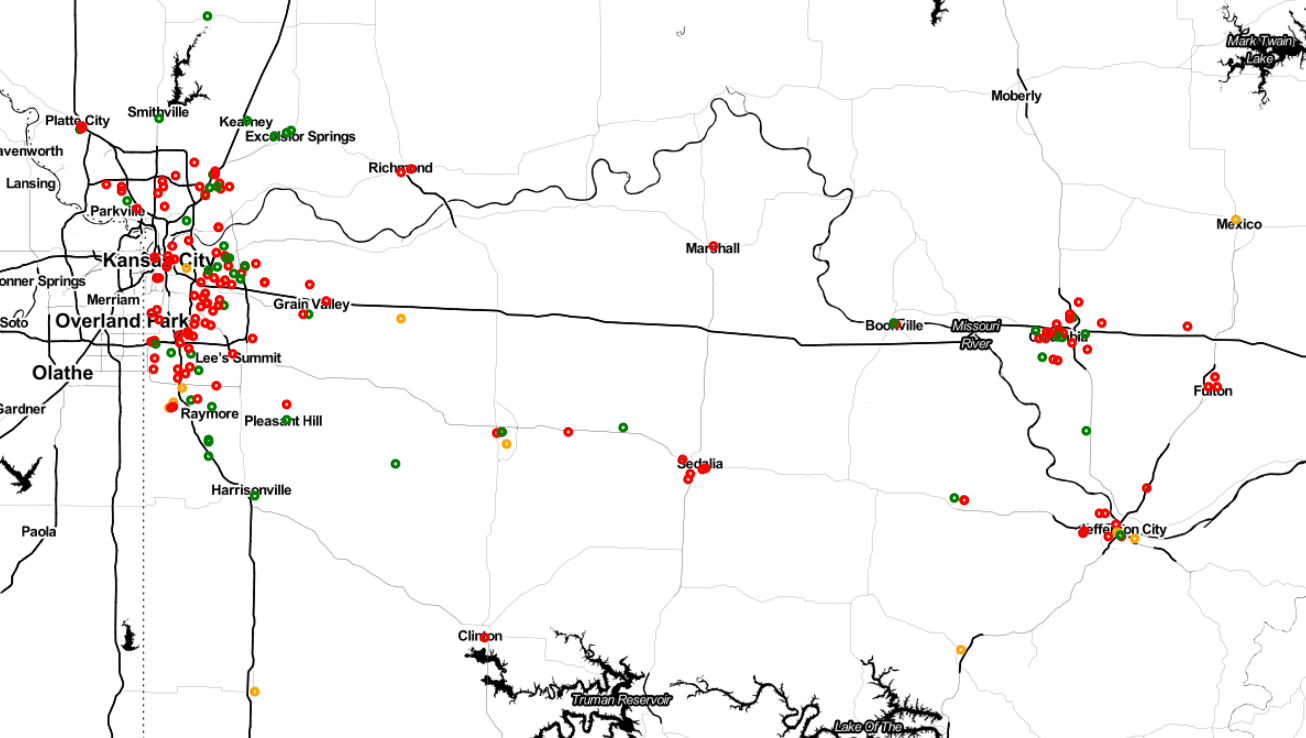 Mark Twain
Lake
Moberly
Smithville
Platte City
Kearney
Excelsior Springs
avenworth
Richmond
Lansing
Parkville
Mexico
Marshall
Kansas City
onner Springs
Merriam
Grain Valley
Soto
Overland Park
Boonville
Missouri
River
Columbia
Lee's Summit
Olathe
Fulton
Gardner
Raymore
Pleasant Hill
Sedalia
Harrisonville
Paola
Jefferson City
Clinton
Truman Reservoir
Lake Of The